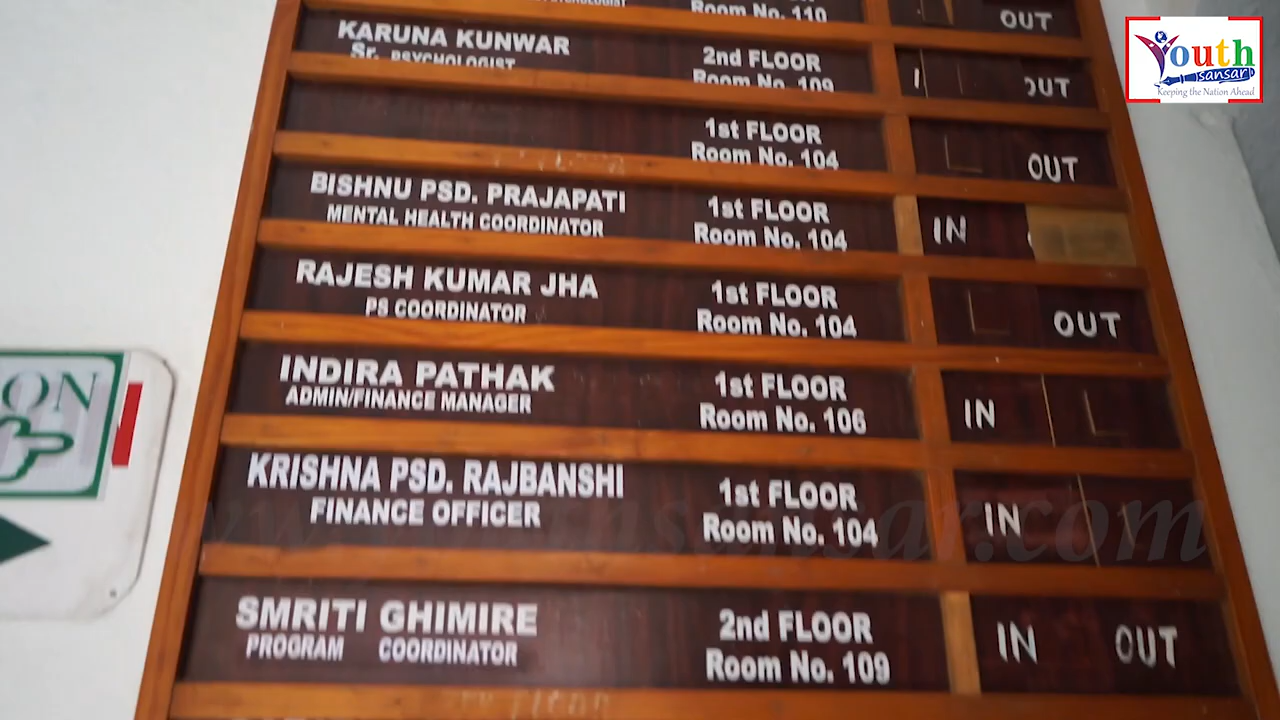 Room No. 110
OUT
KARUNA KUNWAR
Sr. PSYCHOLOGIST
2nd FLOOR
Room No. 109
OUT
1st FLOOR
Room No. 104
OUT
BISHNU PSD. PRAJAPATI
MENTAL HEALTH COORDINATOR
1st FLOOR
Room No. 104
IN
RAJESH KUMAR JHA
PS COORDINATOR
1st FLOOR
Room No. 104
OUT
INDIRA PATHAK
ADMIN/FINANCE MANAGER
1st FLOOR
Room No. 106
IN
KRISHNA PSD. RAJBANSHI
FINANCE OFFICER
1st FLOOR
Room No. 104
IN
SMRITI GHIMIRE
PROGRAM COORDINATOR
2nd FLOOR
Room No. 109
IN OUT
Youth
sansar
Keeping the Nation Ahead